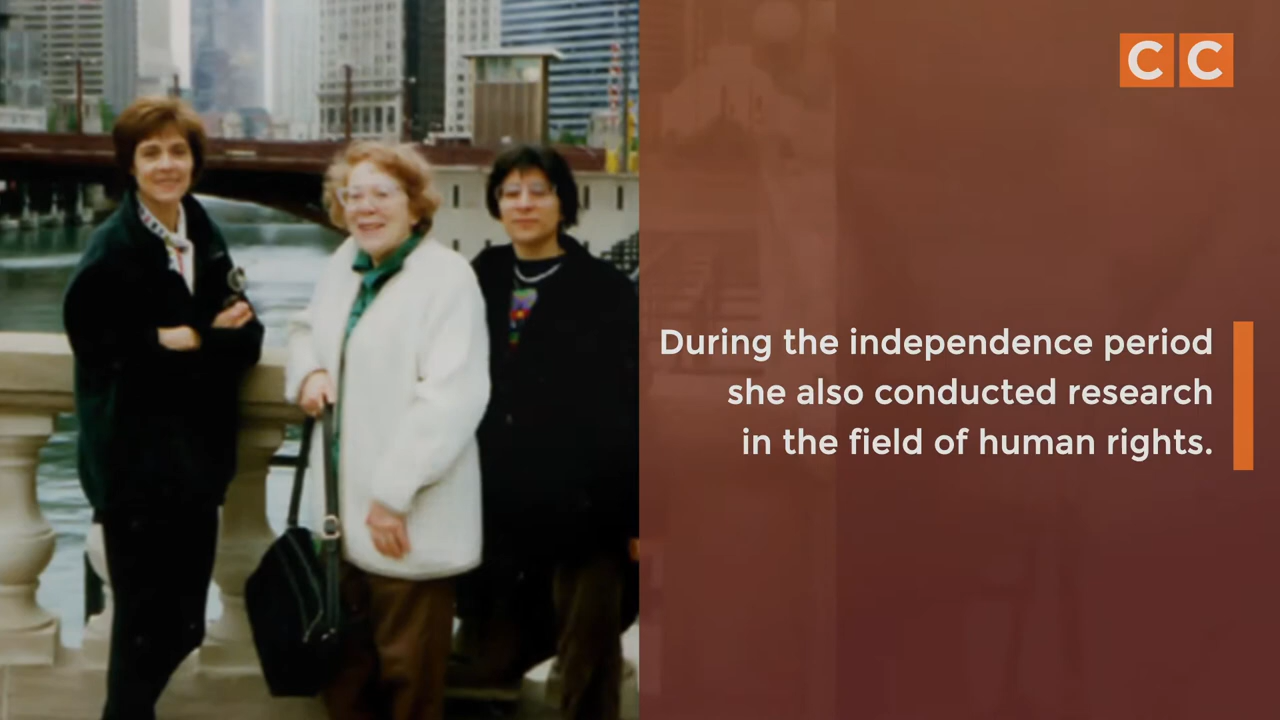 CC
During the independence period
she also conducted research
in the field of human rights.